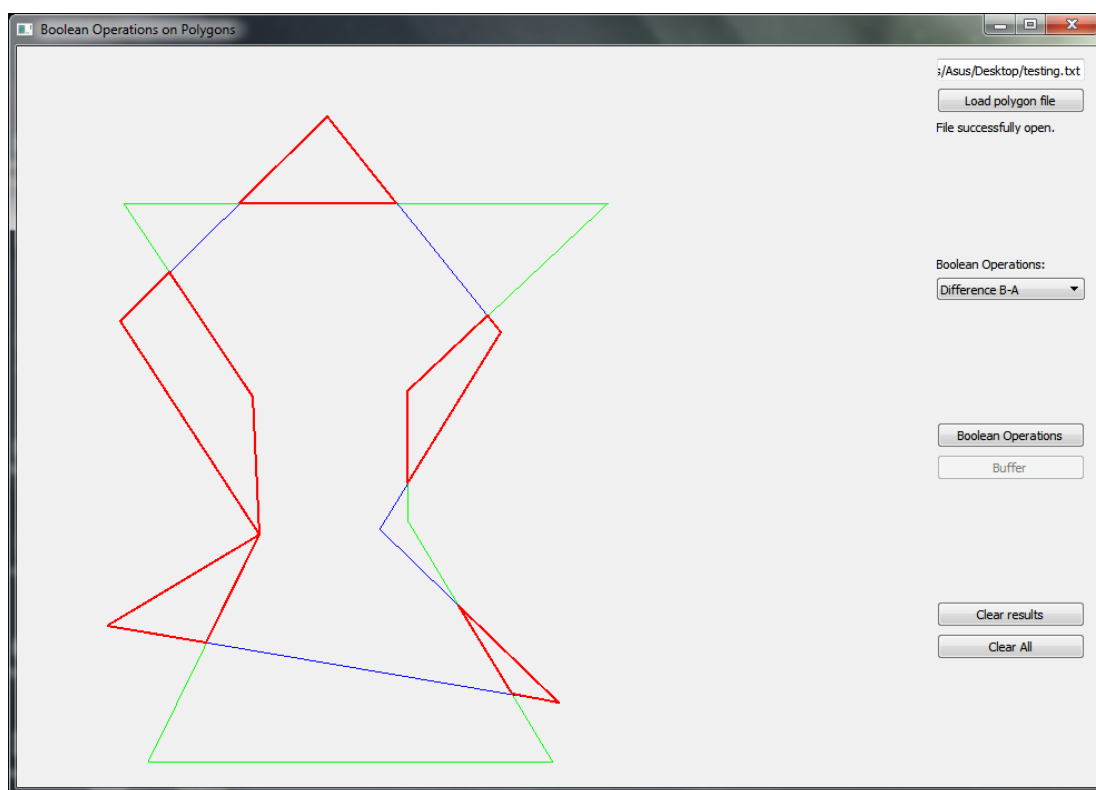 Boolean Operations on Polygons
;/Asus/Desktop/testing.txt
Load polygon file
File successfully open.
Boolean Operations:
Difference B-A
Boolean Operations
Buffer
Clear results
Clear All